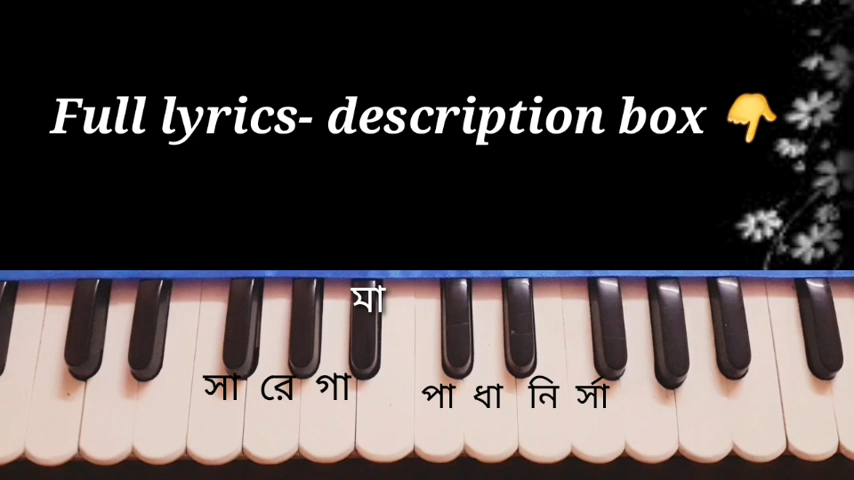 Full lyrics- description box 👇
মা
সা রে গা
পা ধা নি র্সা